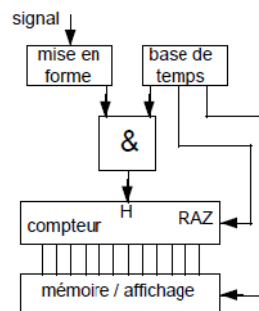 signal
mise en
forme
base de
temps
&
H
compteur
RAZ
mémoire / affichage